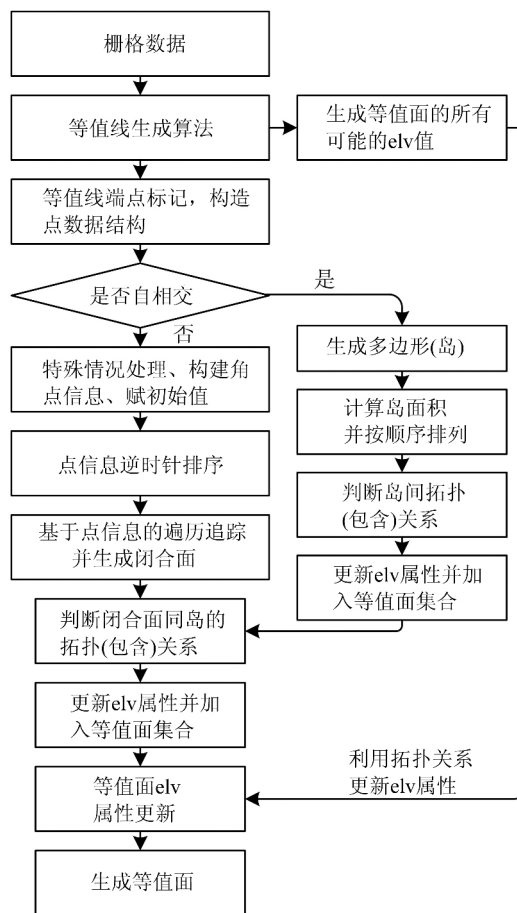 栅格数据
等值线生成算法
生成等值面的所有
可能的elv值
等值线端点标记，构造
点数据结构
是否自相交
是
否
生成多边形(岛)
特殊情况处理、构建角
点信息、赋初始值
计算岛面积
并按顺序排列
点信息逆时针排序
判断岛间拓扑
(包含)关系
基于点信息的遍历追踪
并生成闭合面
更新elv属性并加
入等值面集合
判断闭合面同岛的
拓扑(包含)关系
更新elv属性并加
入等值面集合
利用拓扑关系
更新elv属性
等值面elv
属性更新
生成等值面